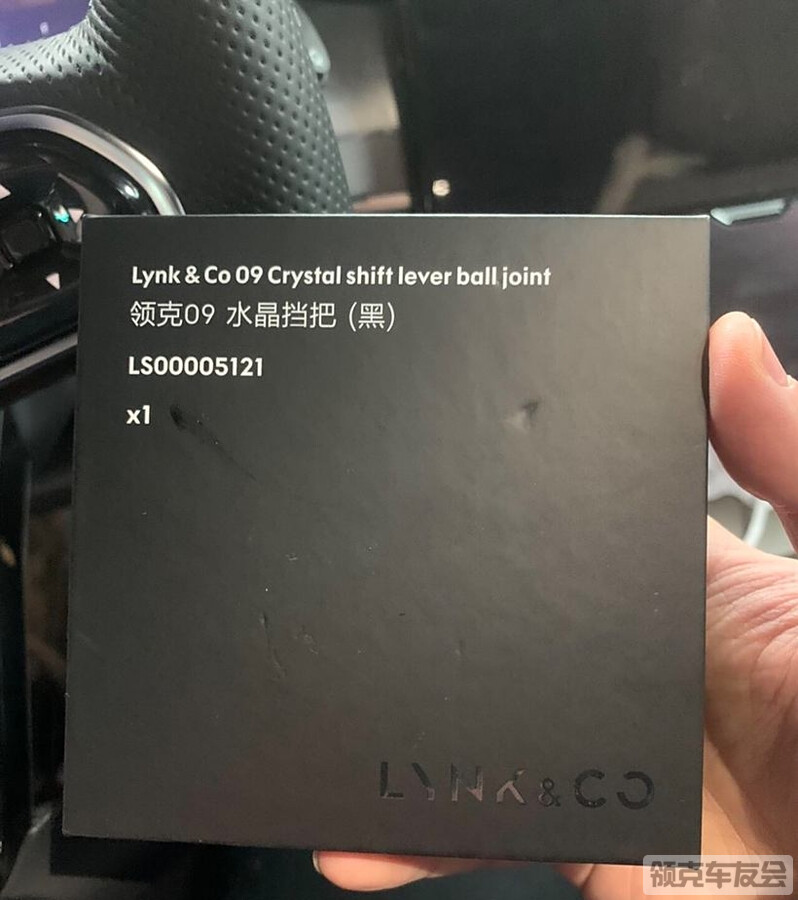 Lynk & Co 09 Crystal shift lever ball joint
领克09 水晶挡把 (黑)
LS00005121
x1
LYNK & CO
领克车友会